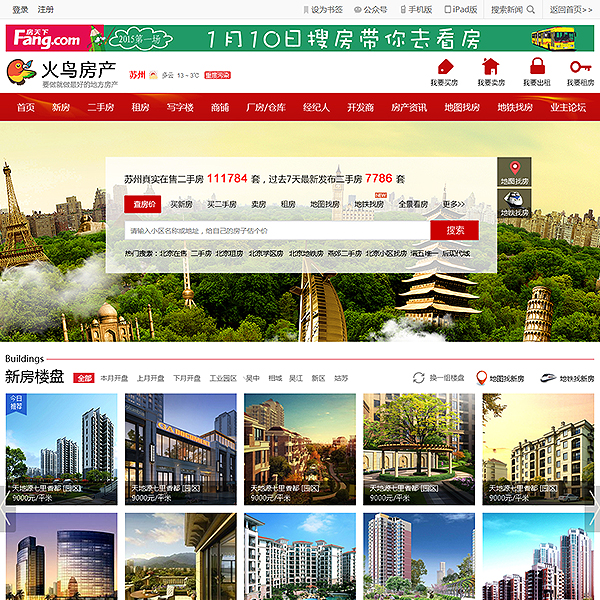 登录 注册 设为书签 公众号 手机版 iPad版 搜索新闻 返回首页>>
房天下
Fang.com 2015第一场 1月10日搜房带你去看房
火鸟房产
要做就做最好的地方房产
苏州 多云 13～3℃ 重度污染
我要买房 我要卖房 我要出租 我要租房
首页 新房 二手房 租房 写字楼 商铺 厂房/仓库 经纪人 开发商 房产资讯 地图找房 地铁找房 业主论坛
苏州真实在售二手房 111784 套，过去7天最新发布二手房 7786 套
地图找房
NEW
查房价 买新房 买二手房 卖房 租房 地图找房 地铁找房 全景看房 更多>>
地铁找房
请输入小区名称或地址，给自己的房子估个价 搜索
热门搜索：北京在售 二手房 北京租房 北京学区房 北京地铁房 燕郊二手房 北京小区找房 满五唯一 后现代城
Buildings
新房楼盘 全部 本月开盘 上月开盘 下月开盘 工业园区 吴中 相城 吴江 新区 姑苏 换一组楼盘 地图找新房 地铁找新房
今日
推荐
天地源七里香都 [园区] 天地源七里香都 [园区] 天地源七里香都 [园区] 天地源七里香都 [园区] 天地源七里香都 [园区]
9000元/平米 9000元/平米 9000元/平米 9000元/平米 9000元/平米